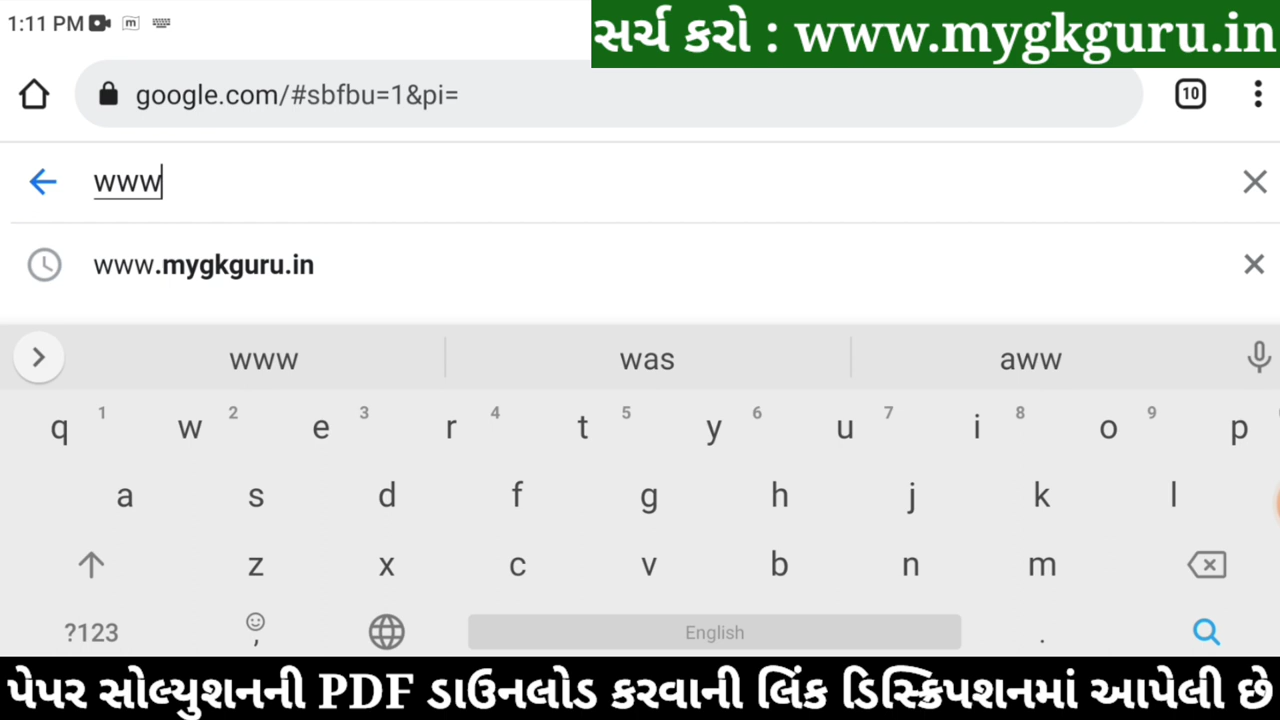 1:11 PM
સર્ચ કરો : www.mygkguru.in
google.com/#sbfbu=1&pi=
10
www
www.mygkguru.in
www was aww
1 2 3 4 5 6 7 8 9
q w e r t y u i o p
a s d f g h j k l
z x c v b n m
?123 , English .
પેપર સોલ્યુશનની PDF ડાઉનલોડ કરવાની લિંક ડિસ્ક્રિપશનમાં આપેલી છે